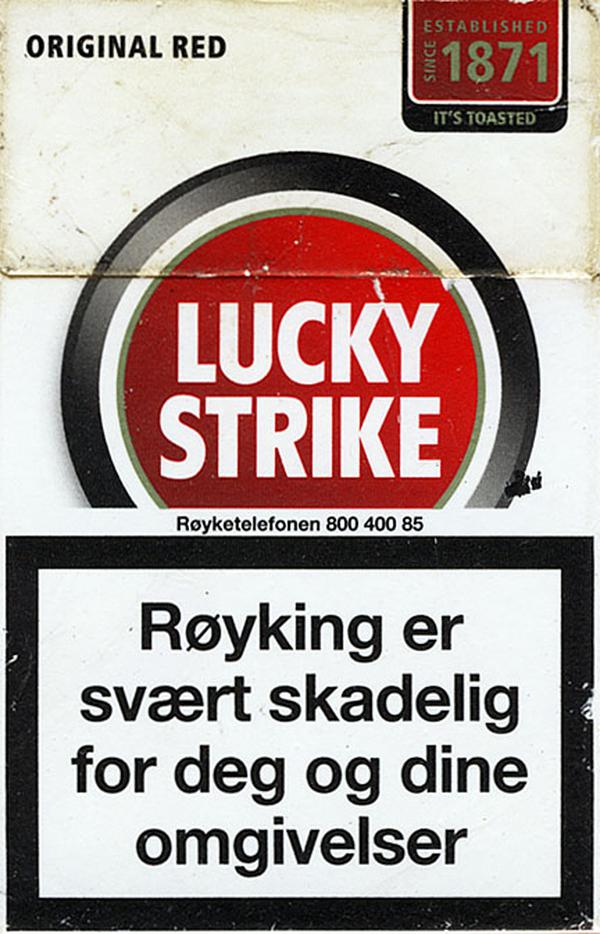 ORIGINAL RED
ESTABLISHED
SINCE 1871
IT'S TOASTED
LUCKY
STRIKE
Røyketelefonen 800 400 85
Røyking er
svært skadelig
for deg og dine
omgivelser